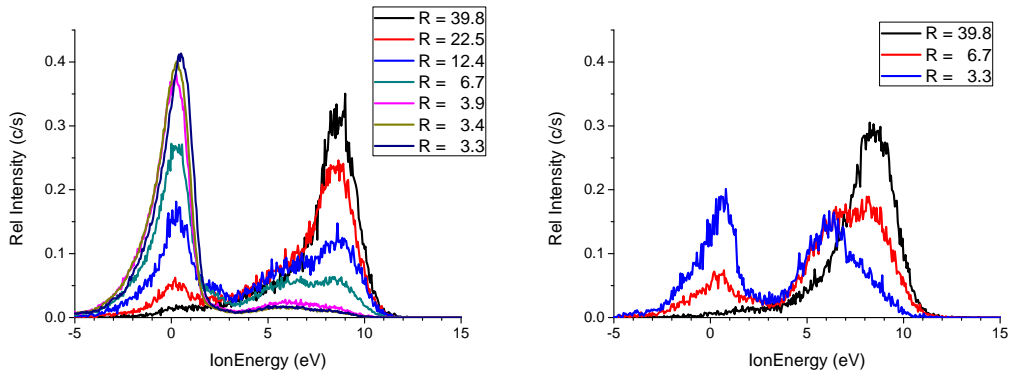 R = 39.8
R = 22.5
R = 12.4
R = 6.7
R = 3.9
R = 3.4
R = 3.3
0.4
0.3
0.2
0.1
0.0
-5 0 5 10 15
Rel Intensity (c/s)
IonEnergy (eV)
R = 39.8
R = 6.7
R = 3.3
0.4
0.3
0.2
0.1
0.0
-5 0 5 10 15
Rel Intensity (c/s)
IonEnergy (eV)